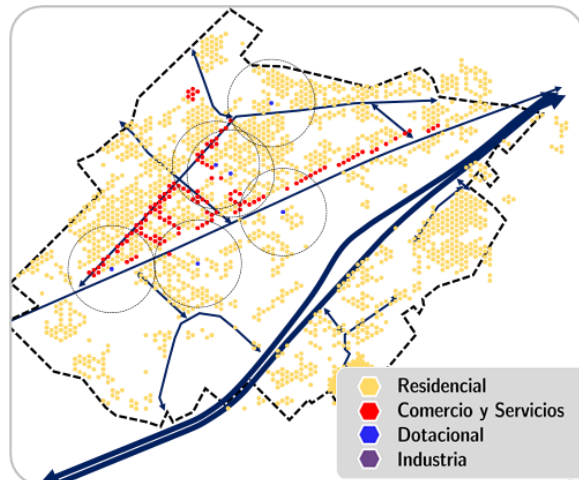 Residencial
Comercio y Servicios
Dotacional
Industria